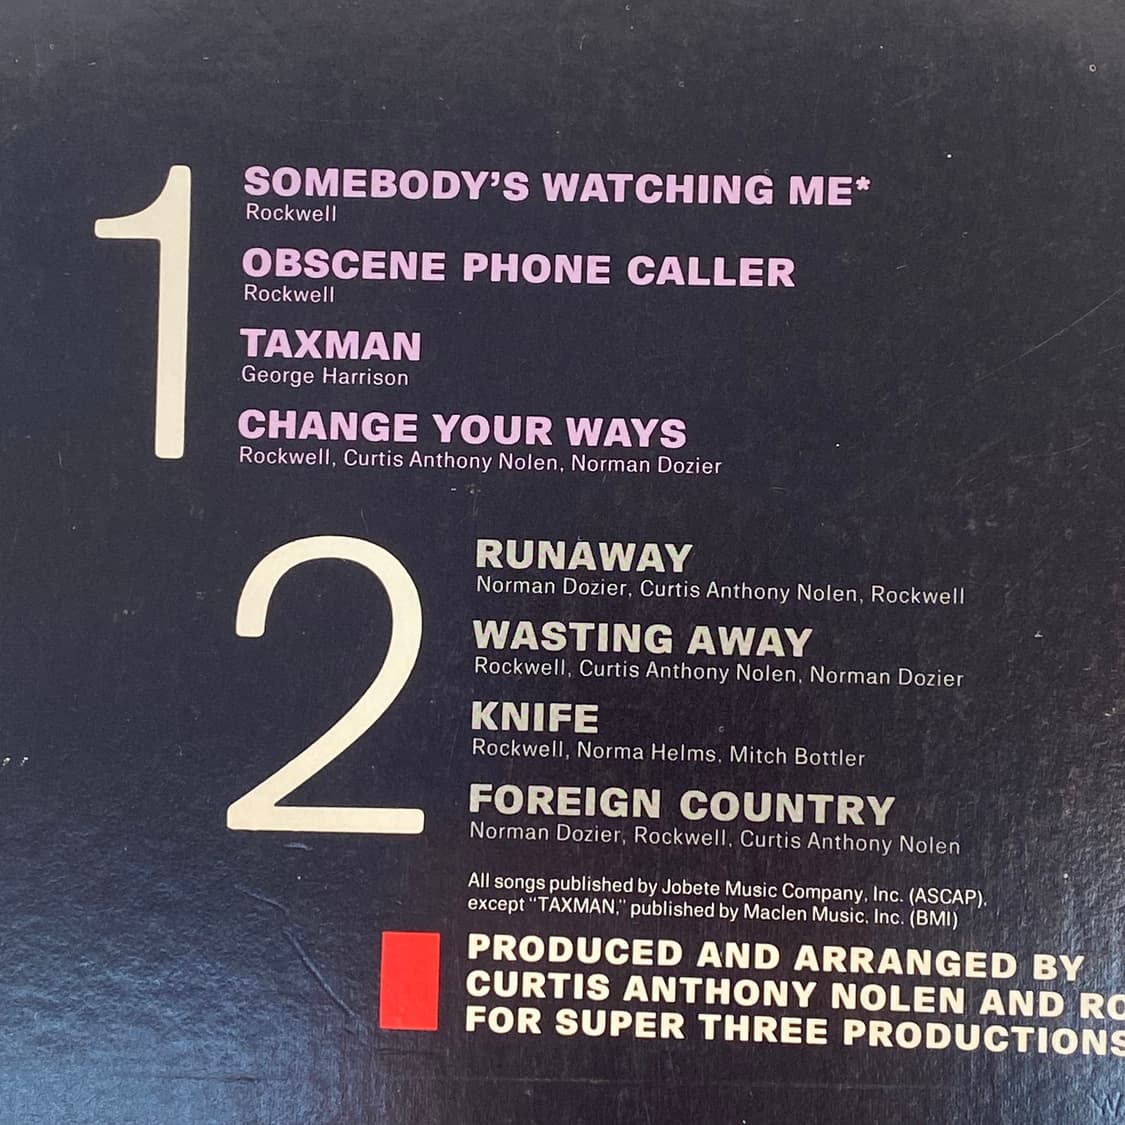 1
SOMEBODY'S WATCHING ME*
Rockwell
OBSCENE PHONE CALLER
Rockwell
TAXMAN
George Harrison
CHANGE YOUR WAYS
Rockwell, Curtis Anthony Nolen, Norman Dozier
2
RUNAWAY
Norman Dozier, Curtis Anthony Nolen, Rockwell
WASTING AWAY
Rockwell, Curtis Anthony Nolen, Norman Dozier
KNIFE
Rockwell, Norma Helms, Mitch Bottler
FOREIGN COUNTRY
Norman Dozier, Rockwell, Curtis Anthony Nolen
All songs published by Jobete Music Company, Inc. (ASCAP),
except "TAXMAN," published by Maclen Music, Inc. (BMI)
PRODUCED AND ARRANGED BY
CURTIS ANTHONY NOLEN AND RO
FOR SUPER THREE PRODUCTIONS